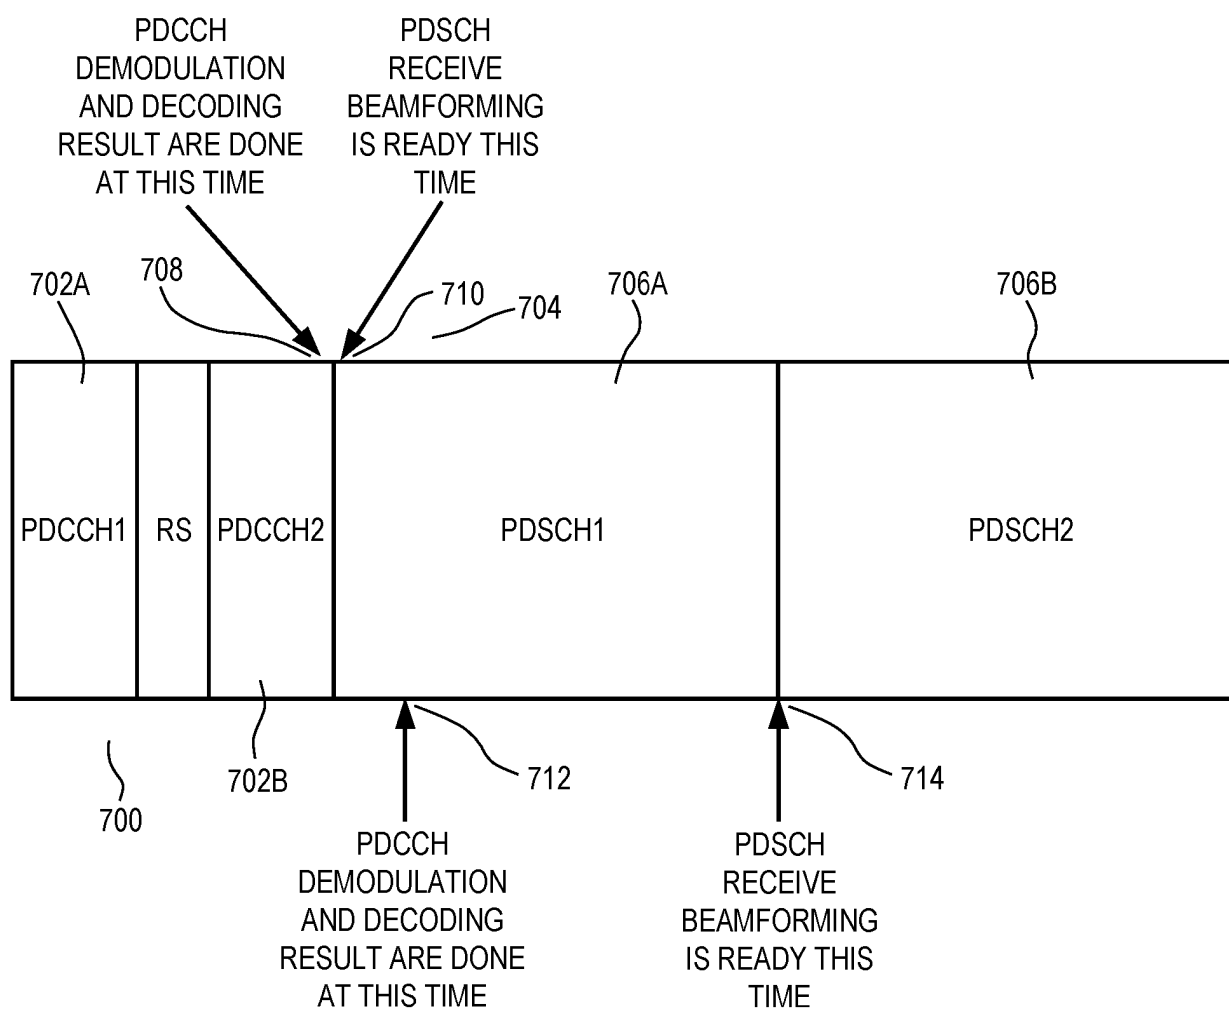 PDCCH
DEMODULATION
AND DECODING
RESULT ARE DONE
AT THIS TIME
PDSCH
RECEIVE
BEAMFORMING
IS READY THIS
TIME
702A
708
710
704
706A
706B
PDCCH1
RS
PDCCH2
PDSCH1
PDSCH2
700
702B
712
714
PDCCH
DEMODULATION
AND DECODING
RESULT ARE DONE
AT THIS TIME
PDSCH
RECEIVE
BEAMFORMING
IS READY THIS
TIME